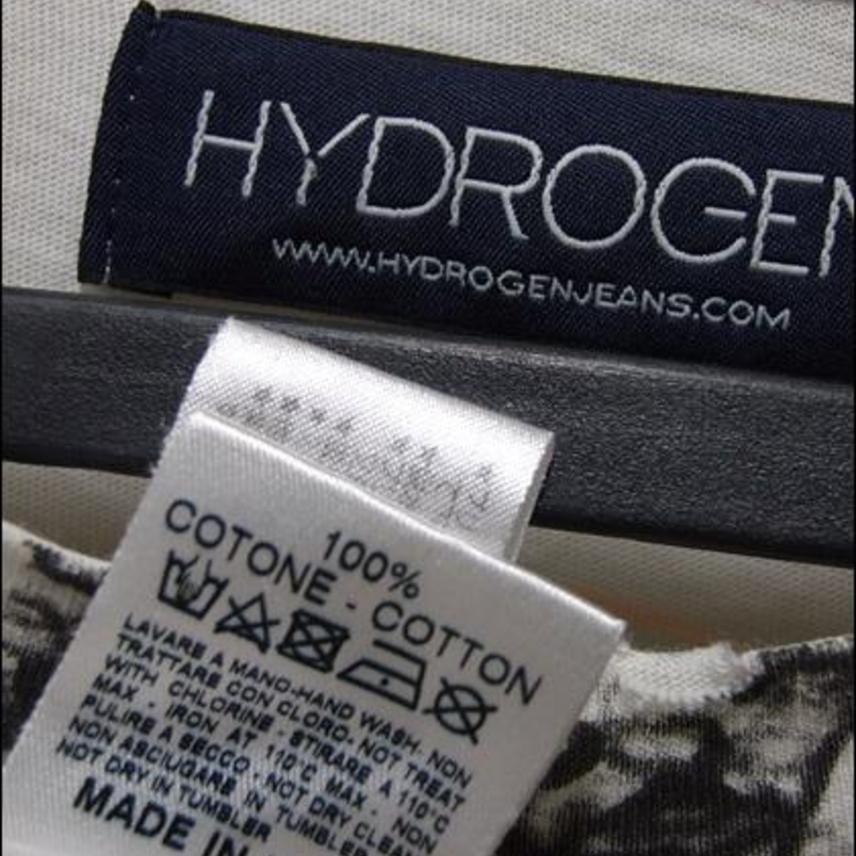 HYDROGEN
WWW.HYDROGENJEANS.COM
100%
COTONE - COTTON
LAVARE A MANO-HAND WASH. NON
TRATTARE CON CLORO. NOT TREAT
WITH CHLORINE - STIRARE A 110°C
MAX - IRON AT 110°C MAX - NON
PULIRE A SECCO - NOT DRY CLEAN
NON ASCIUGARE IN TUMBLER
NOT DRY IN TUMBLER
MADE IN